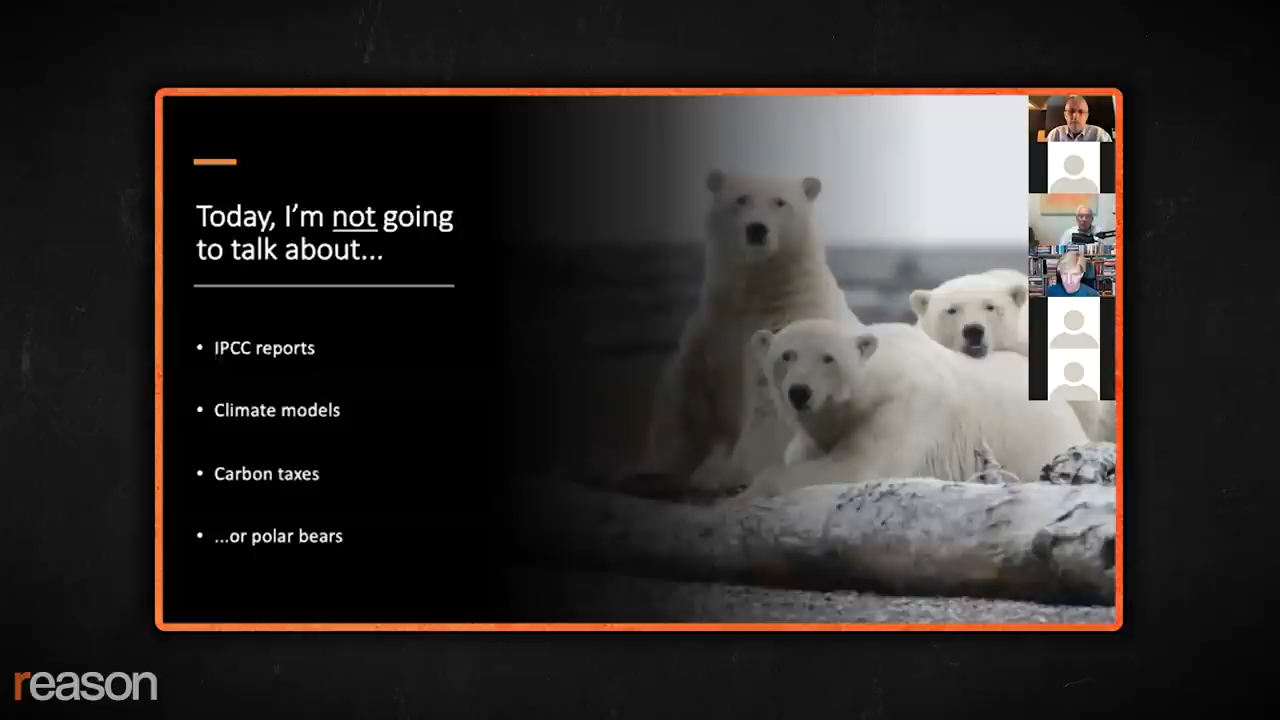 Today, I'm not going
to talk about...
• IPCC reports
• Climate models
• Carbon taxes
• ...or polar bears
reason